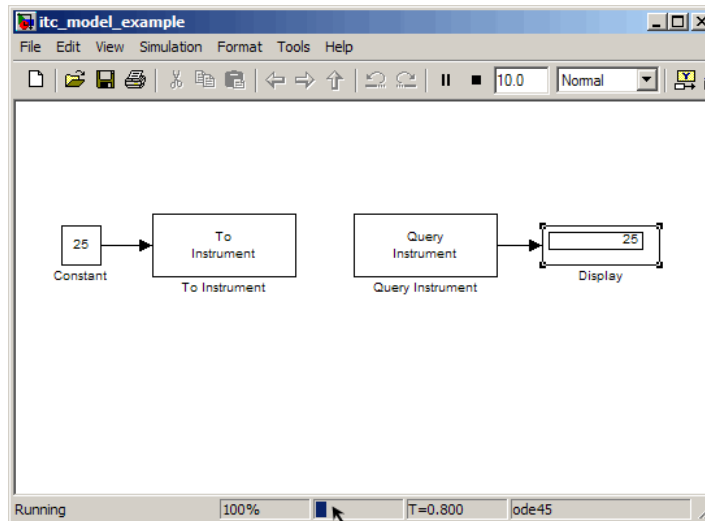 itc_model_example
File Edit View Simulation Format Tools Help
10.0 Normal
25
Constant
To
Instrument
To Instrument
Query
Instrument
Query Instrument
25
Display
Running 100% T=0.800 ode45